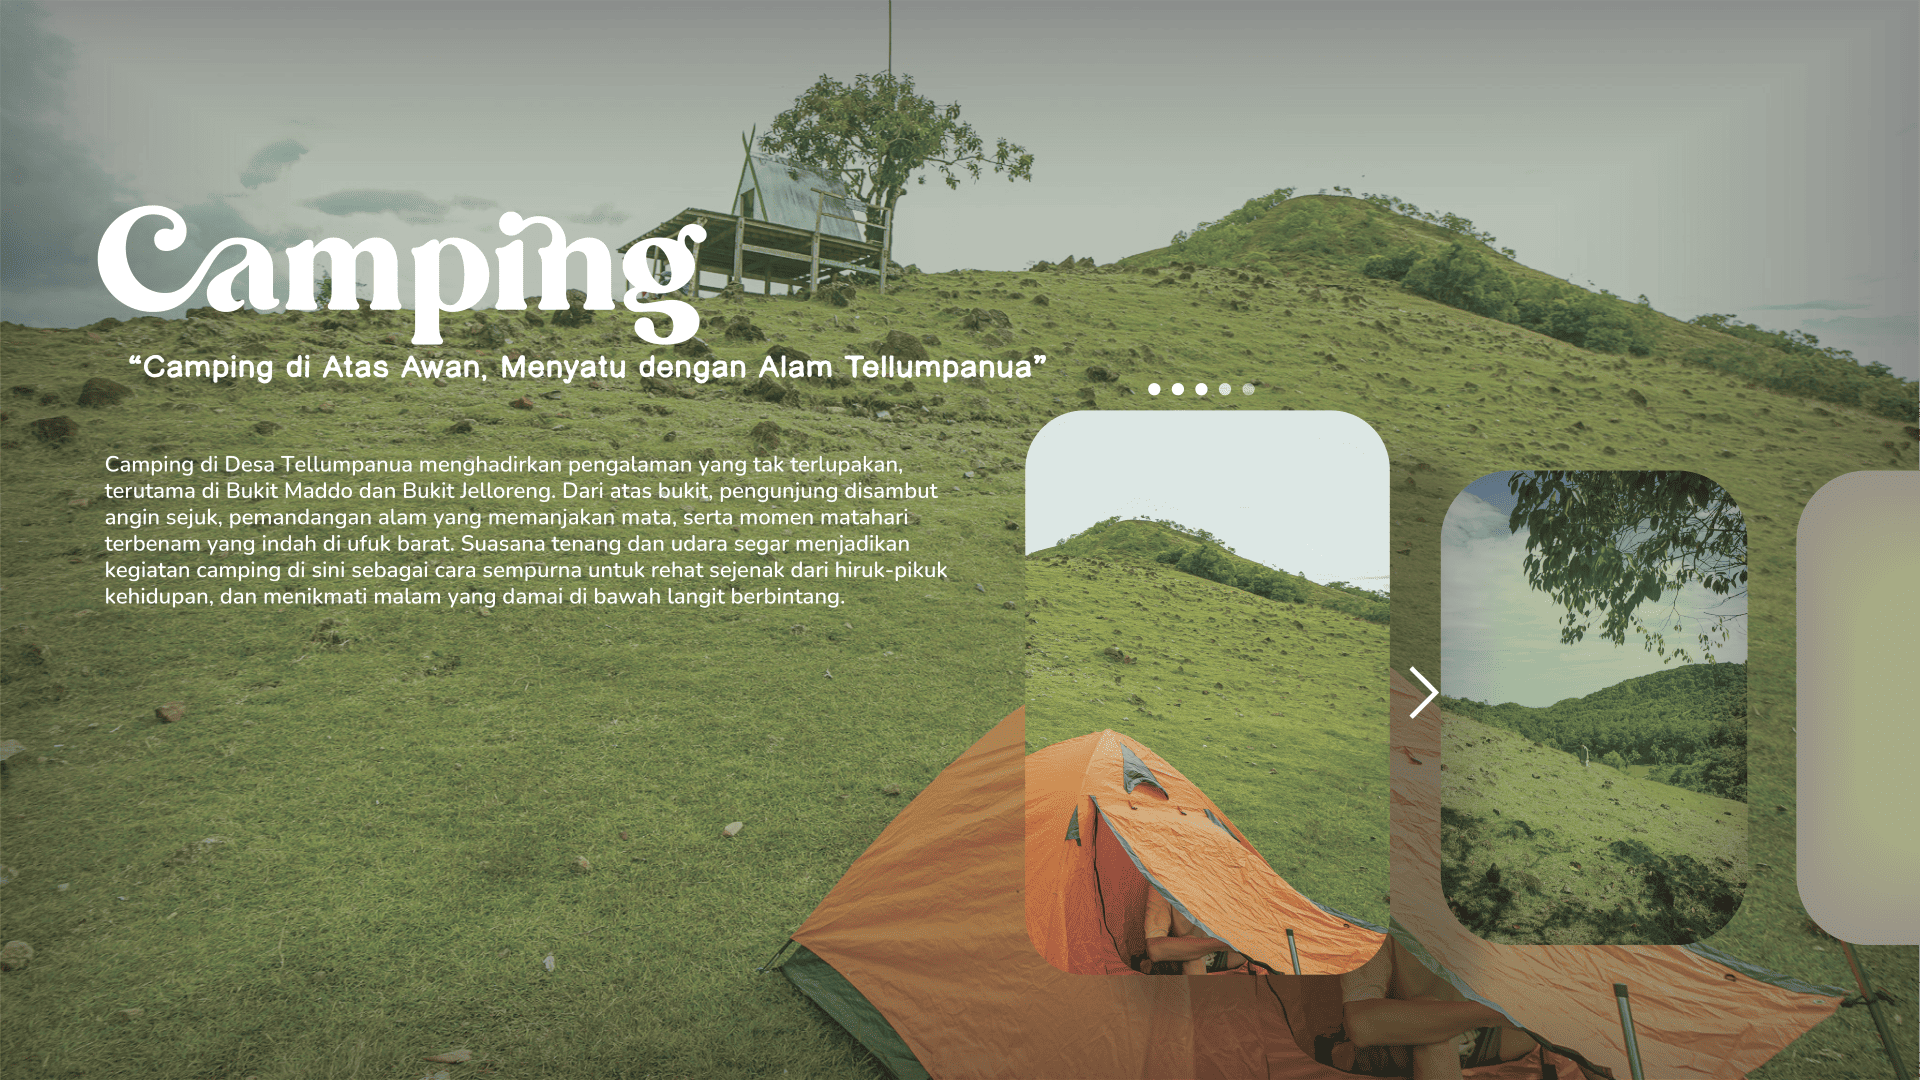 Camping
“Camping di Atas Awan, Menyatu dengan Alam Tellumpanua”
Camping di Desa Tellumpanua menghadirkan pengalaman yang tak terlupakan,
terutama di Bukit Maddo dan Bukit Jelloreng. Dari atas bukit, pengunjung disambut
angin sejuk, pemandangan alam yang memanjakan mata, serta momen matahari
terbenam yang indah di ufuk barat. Suasana tenang dan udara segar menjadikan
kegiatan camping di sini sebagai cara sempurna untuk rehat sejenak dari hiruk-pikuk
kehidupan, dan menikmati malam yang damai di bawah langit berbintang.